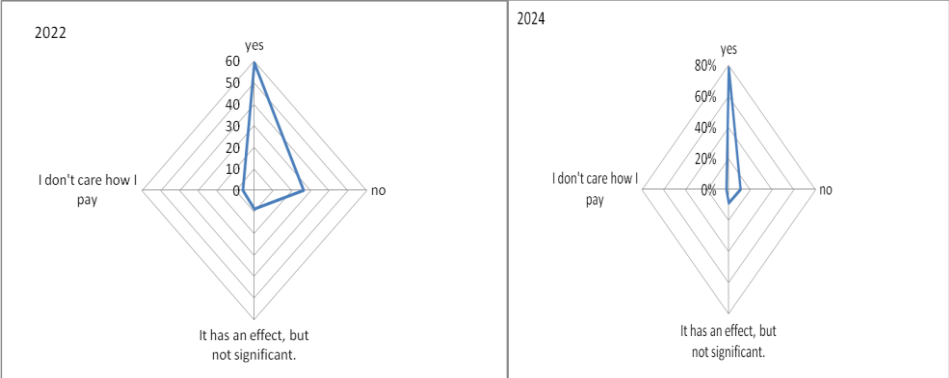 2022
yes
60
50
40
30
20
10
0
I don't care how I
pay
no
It has an effect, but
not significant.
2024
yes
80%
60%
40%
20%
0%
I don't care how I
pay
no
It has an effect, but
not significant.